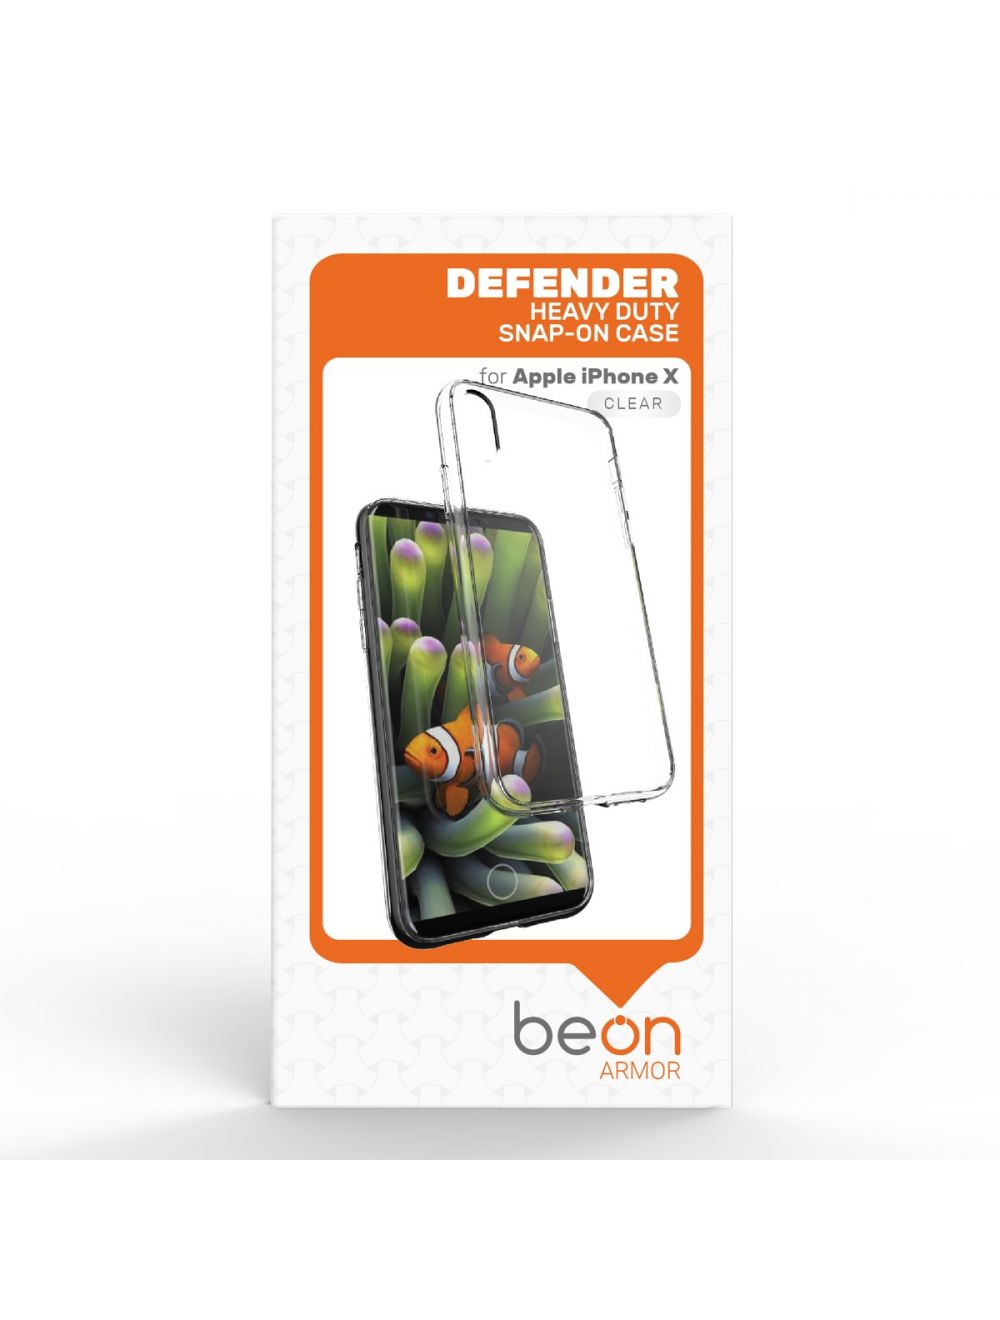 DEFENDER
HEAVY DUTY
SNAP-ON CASE
for Apple iPhone X
CLEAR
beon
ARMOR